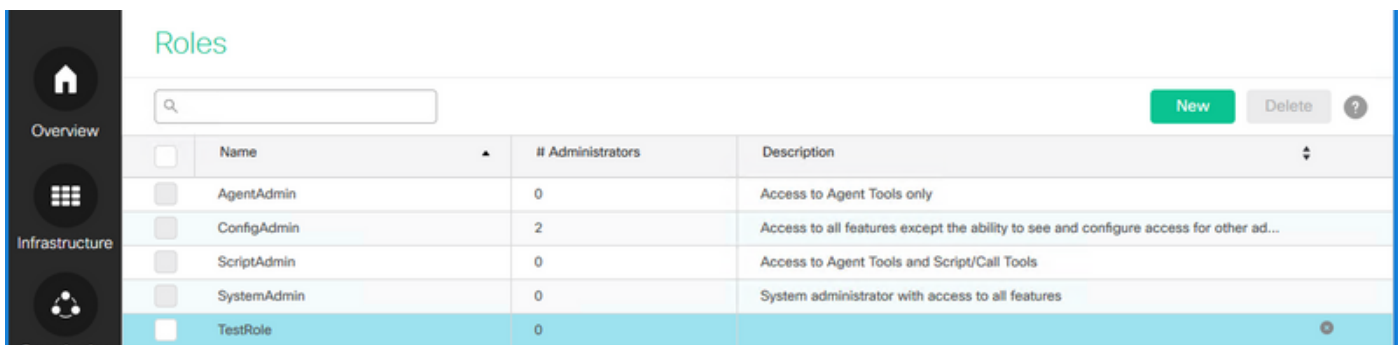 Roles
Overview
New
Delete
?
Name
# Administrators
Description
AgentAdmin
0
Access to Agent Tools only
Infrastructure
ConfigAdmin
2
Access to all features except the ability to see and configure access for other ad...
ScriptAdmin
0
Access to Agent Tools and Script/Call Tools
SystemAdmin
0
System administrator with access to all features
TestRole
0